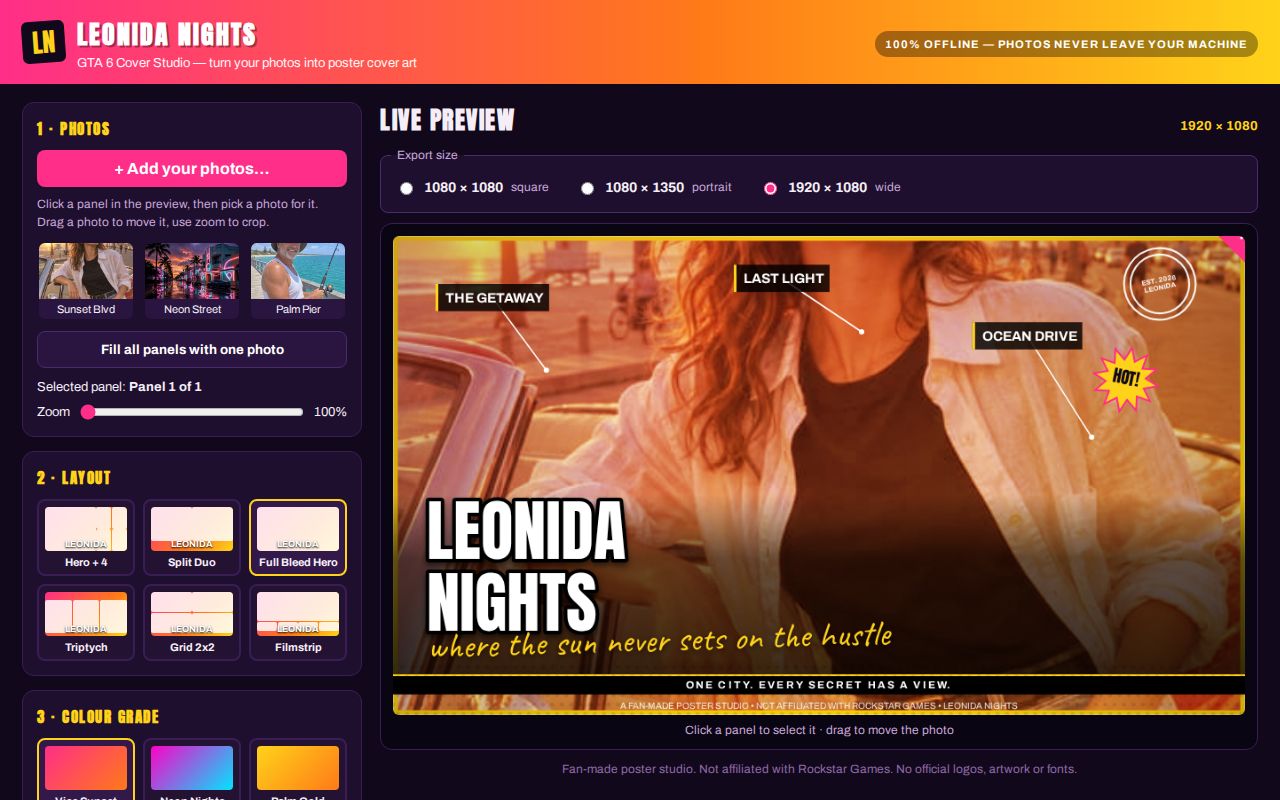 LN
LEONIDA NIGHTS
GTA 6 Cover Studio — turn your photos into poster cover art
100% OFFLINE — PHOTOS NEVER LEAVE YOUR MACHINE
1 · PHOTOS
+ Add your photos...
Click a panel in the preview, then pick a photo for it.
Drag a photo to move it, use zoom to crop.
Sunset Blvd
Neon Street
Palm Pier
Fill all panels with one photo
Selected panel: Panel 1 of 1
Zoom
100%
2 · LAYOUT
LEONIDA
Hero + 4
LEONIDA
Split Duo
LEONIDA
Full Bleed Hero
LEONIDA
Triptych
LEONIDA
Grid 2x2
LEONIDA
Filmstrip
3 · COLOUR GRADE
Vice Sunset
Neon Nights
Palm Gold
LIVE PREVIEW
1920 × 1080
Export size
1080 × 1080 square
1080 × 1350 portrait
1920 × 1080 wide
THE GETAWAY
LAST LIGHT
EST. 2026
LEONIDA
OCEAN DRIVE
HOT!
LEONIDA
NIGHTS
where the sun never sets on the hustle
ONE CITY. EVERY SECRET HAS A VIEW.
A FAN-MADE POSTER STUDIO • NOT AFFILIATED WITH ROCKSTAR GAMES • LEONIDA NIGHTS
Click a panel to select it · drag to move the photo
Fan-made poster studio. Not affiliated with Rockstar Games. No official logos, artwork or fonts.